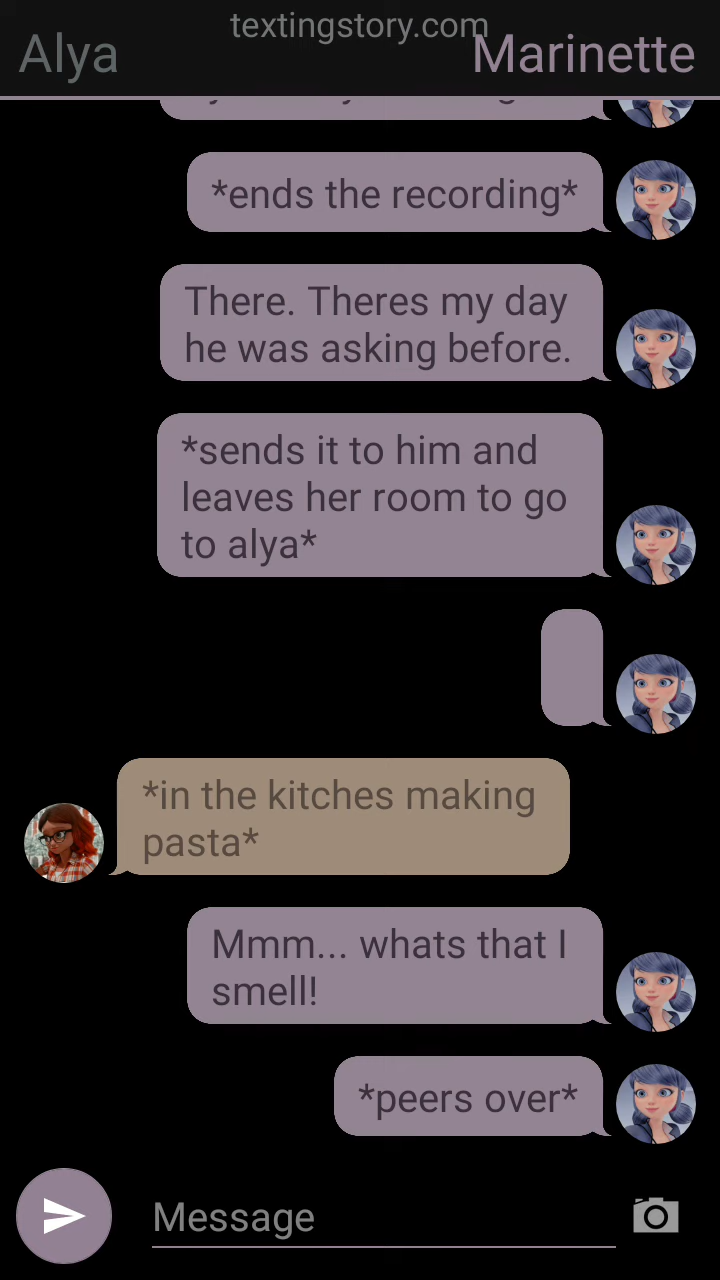 textingstory.com
Alya
Marinette
*ends the recording*
There. Theres my day
he was asking before.
*sends it to him and
leaves her room to go
to alya*
*in the kitches making
pasta*
Mmm... whats that I
smell!
*peers over*
Message